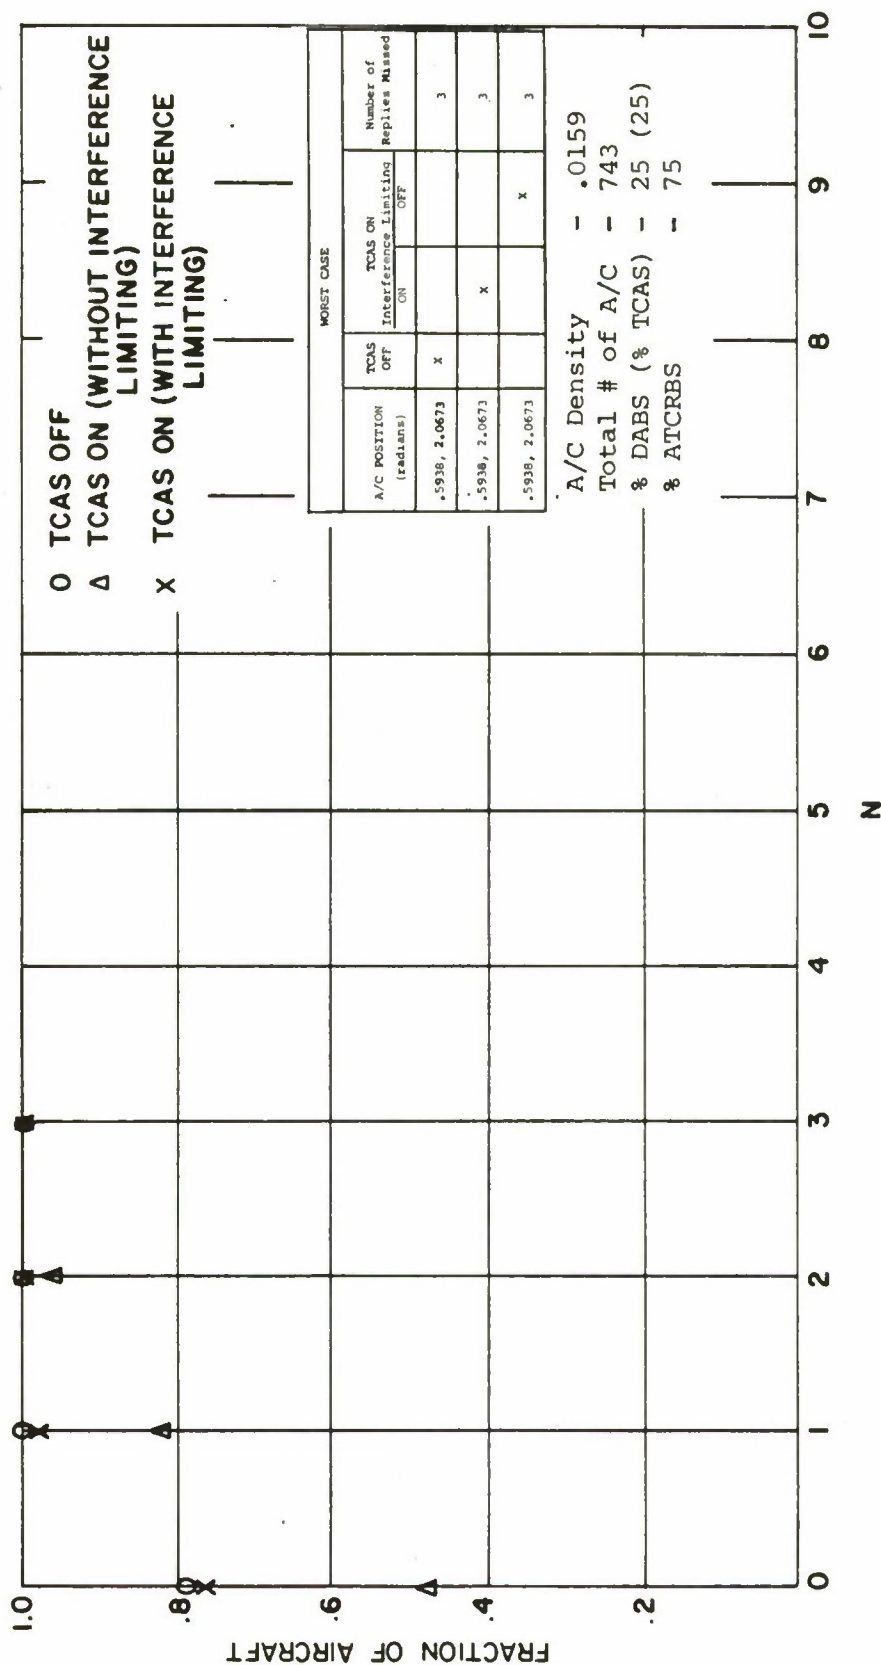 O TCAS OFF
Δ TCAS ON (WITHOUT INTERFERENCE
LIMITING)
X TCAS ON (WITH INTERFERENCE
LIMITING)
WORST CASE
A/C POSITION
(radians)
TCAS
OFF
TCAS ON
Interference Limiting
ON
OFF
Number of
Replies Missed
.5938, 2.0673 x 3
.5938, 2.0673 x 3
.5938, 2.0673 x 3
A/C Density - .0159
Total # of A/C - 743
% DABS (% TCAS) - 25 (25)
% ATCRBS - 75
FRACTION OF AIRCRAFT
1.0
.8
.6
.4
.2
0 1 2 3 4 5 6 7 8 9 10
N